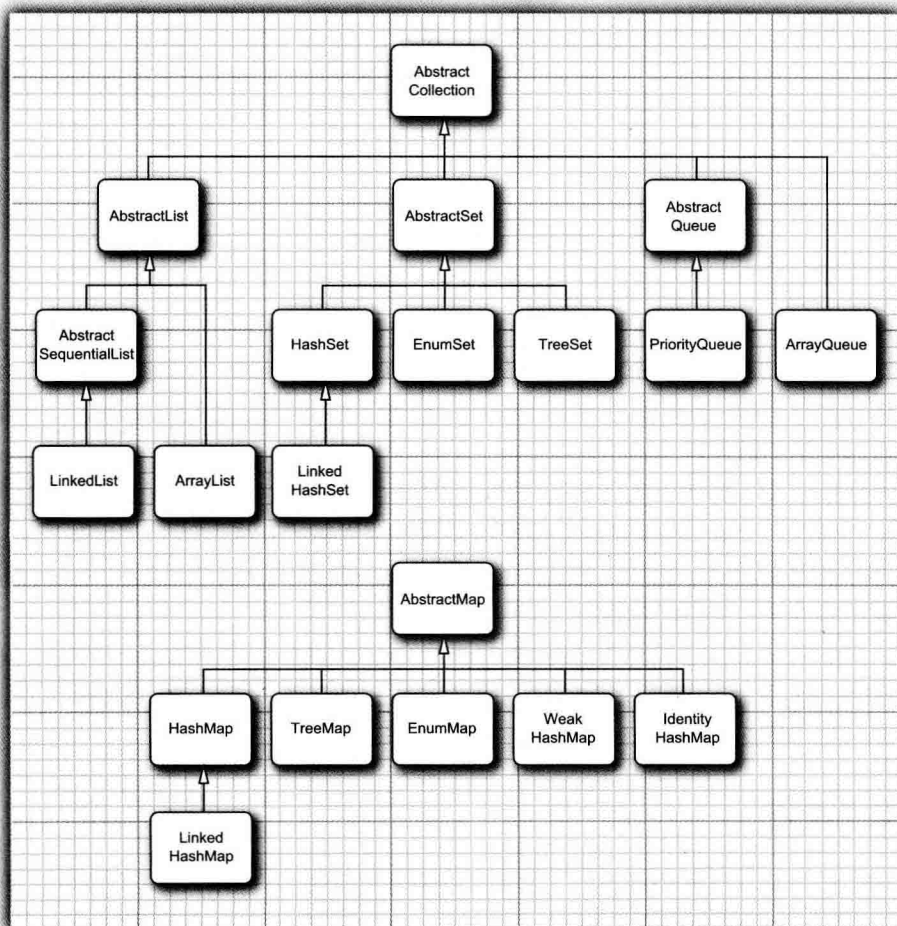 Abstract
Collection
AbstractList
AbstractSet
Abstract
Queue
Abstract
SequentialList
HashSet
EnumSet
TreeSet
PriorityQueue
ArrayQueue
LinkedList
ArrayList
Linked
HashSet
AbstractMap
HashMap
TreeMap
EnumMap
Weak
HashMap
Identity
HashMap
Linked
HashMap